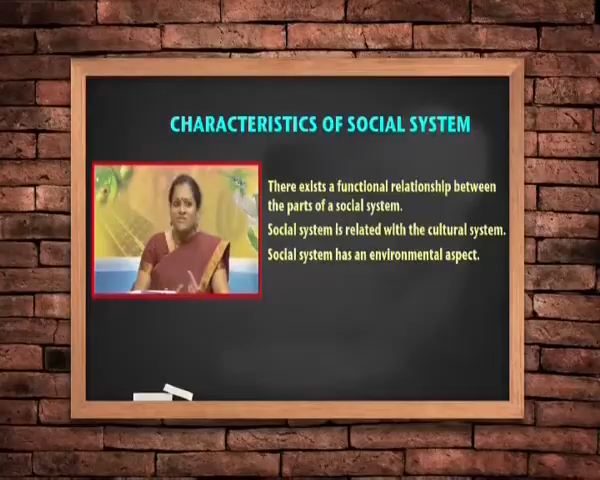 CHARACTERISTICS OF SOCIAL SYSTEM
There exists a functional relationship between
the parts of a social system.
Social system is related with the cultural system.
Social system has an environmental aspect.